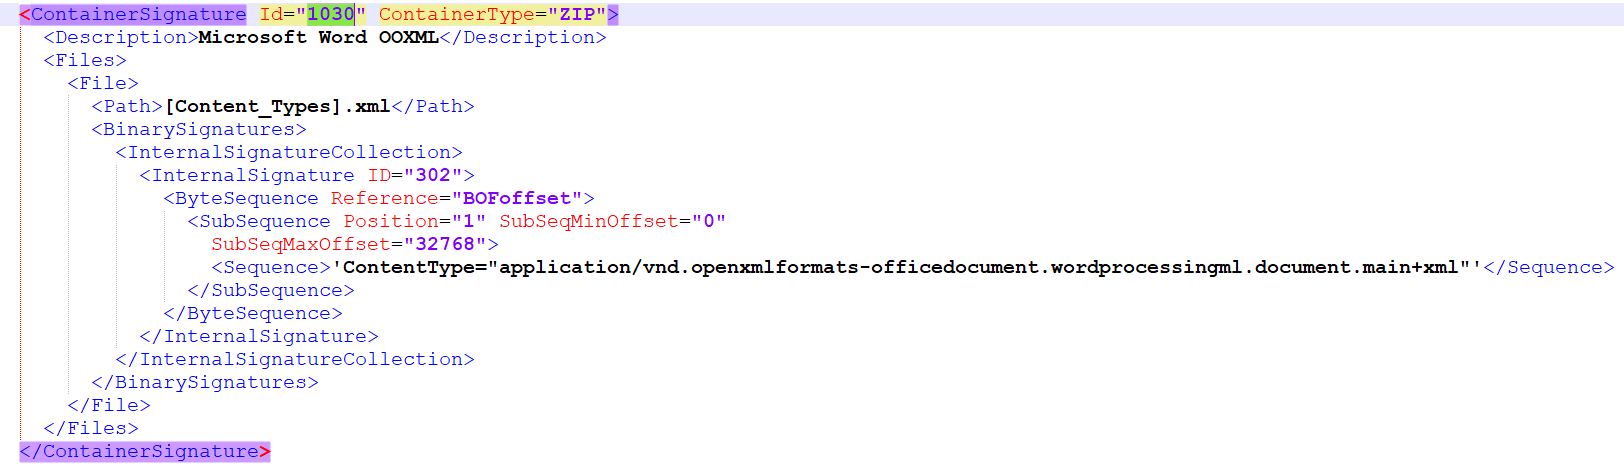 <ContainerSignature Id="1030" ContainerType="ZIP">
<Description>Microsoft Word OOXML</Description>
<Files>
<File>
<Path>[Content_Types].xml</Path>
<BinarySignatures>
<InternalSignatureCollection>
<InternalSignature ID="302">
<ByteSequence Reference="BOFoffset">
<SubSequence Position="1" SubSeqMinOffset="0"
SubSeqMaxOffset="32768">
<Sequence>'ContentType="application/vnd.openxmlformats-officedocument.wordprocessingml.document.main+xml"'</Sequence>
</SubSequence>
</ByteSequence>
</InternalSignature>
</InternalSignatureCollection>
</BinarySignatures>
</File>
</Files>
</ContainerSignature>